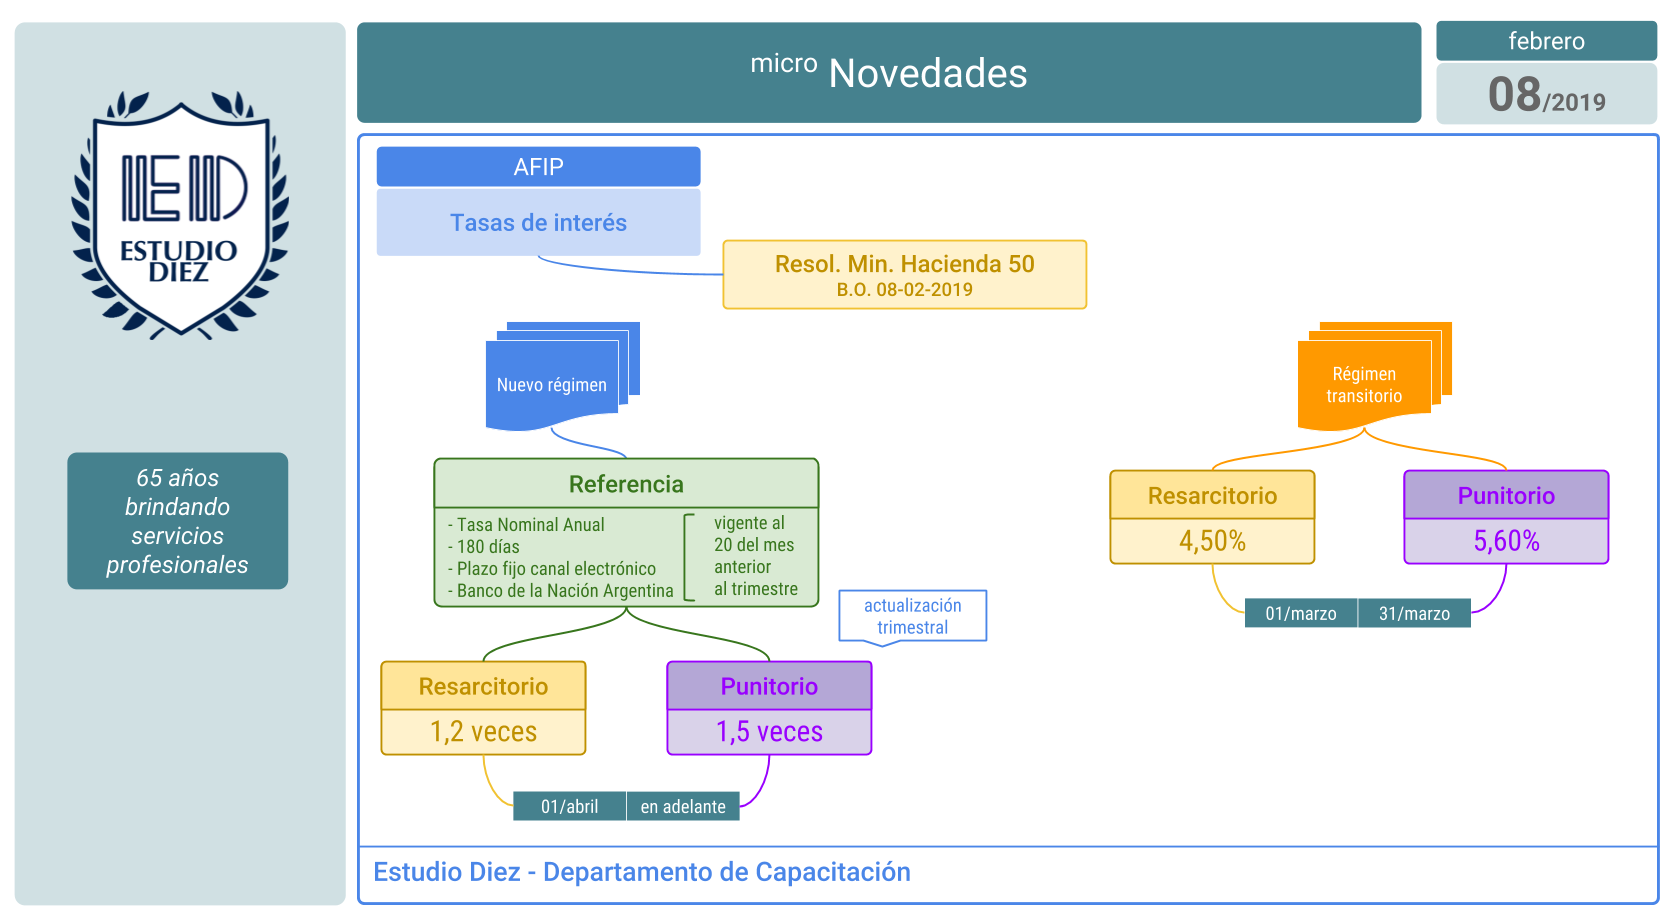 ED
ESTUDIO
DIEZ
65 años
brindando
servicios
profesionales
micro Novedades
febrero
08/2019
AFIP
Tasas de interés
Resol. Min. Hacienda 50
B.O. 08-02-2019
Nuevo régimen
Referencia
- Tasa Nominal Anual
- 180 días
- Plazo fijo canal electrónico
- Banco de la Nación Argentina
vigente al
20 del mes
anterior
al trimestre
actualización
trimestral
Resarcitorio
1,2 veces
Punitorio
1,5 veces
01/abril
en adelante
Régimen
transitorio
Resarcitorio
4,50%
Punitorio
5,60%
01/marzo
31/marzo
Estudio Diez - Departamento de Capacitación